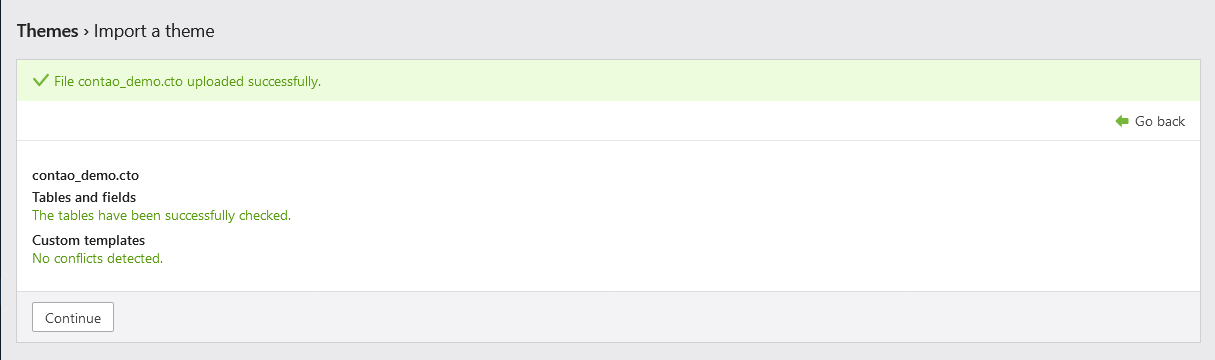 Themes › Import a theme
File contao_demo.cto uploaded successfully.
Go back
contao_demo.cto
Tables and fields
The tables have been successfully checked.
Custom templates
No conflicts detected.
Continue